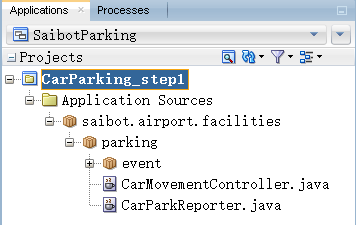 Applications
Processes
SaibotParking
Projects
CarParking_step1
Application Sources
saibot.airport.facilities
parking
event
CarMovementController.java
CarParkReporter.java